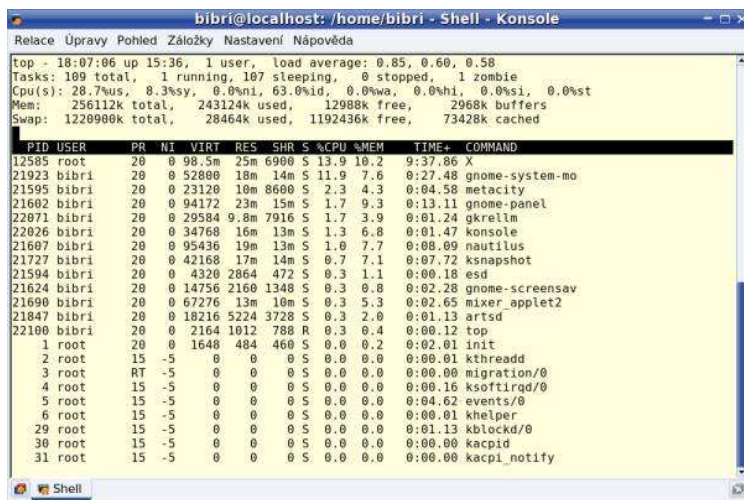 bibri@localhost: /home/bibri - Shell - Konsole
Relace Úpravy Pohled Záložky Nastavení Nápověda
top - 18:07:06 up 15:36, 1 user, load average: 0.85, 0.60, 0.58
Tasks: 109 total, 1 running, 107 sleeping, 0 stopped, 1 zombie
Cpu(s): 28.7%us, 8.3%sy, 0.0%ni, 63.0%id, 0.0%wa, 0.0%hi, 0.0%si, 0.0%st
Mem: 256112k total, 243124k used, 12988k free, 2968k buffers
Swap: 1220900k total, 28464k used, 1192436k free, 73428k cached
PID USER PR NI VIRT RES SHR S %CPU %MEM TIME+ COMMAND
12585 root 20 0 98.5m 25m 6900 S 13.9 10.2 9:37.86 X
21923 bibri 20 0 52800 18m 14m S 11.9 7.6 0:27.48 gnome-system-mo
21595 bibri 20 0 23120 10m 8600 S 2.3 4.3 0:04.58 metacity
21602 bibri 20 0 94172 23m 15m S 1.7 9.3 0:13.11 gnome-panel
22071 bibri 20 0 29584 9.8m 7916 S 1.7 3.9 0:01.24 gkrellm
22026 bibri 20 0 34768 16m 13m S 1.3 6.8 0:01.47 konsole
21607 bibri 20 0 95436 19m 13m S 1.0 7.7 0:08.09 nautilus
21727 bibri 20 0 42168 17m 14m S 0.7 7.1 0:07.72 ksnapshot
21594 bibri 20 0 4320 2864 472 S 0.3 1.1 0:00.18 esd
21624 bibri 20 0 14756 2160 1348 S 0.3 0.8 0:02.28 gnome-screensav
21690 bibri 20 0 67276 13m 10m S 0.3 5.3 0:02.65 mixer_applet2
21847 bibri 20 0 18216 5224 3728 S 0.3 2.0 0:01.13 artsd
22100 bibri 20 0 2164 1012 788 R 0.3 0.4 0:00.12 top
1 root 20 0 1648 484 460 S 0.0 0.2 0:02.01 init
2 root 15 -5 0 0 0 S 0.0 0.0 0:00.01 kthreadd
3 root RT -5 0 0 0 S 0.0 0.0 0:00.00 migration/0
4 root 15 -5 0 0 0 S 0.0 0.0 0:00.16 ksoftirqd/0
5 root 15 -5 0 0 0 S 0.0 0.0 0:04.62 events/0
6 root 15 -5 0 0 0 S 0.0 0.0 0:00.01 khelper
29 root 15 -5 0 0 0 S 0.0 0.0 0:01.13 kblockd/0
30 root 15 -5 0 0 0 S 0.0 0.0 0:00.00 kacpid
31 root 15 -5 0 0 0 S 0.0 0.0 0:00.00 kacpi_notify
Shell